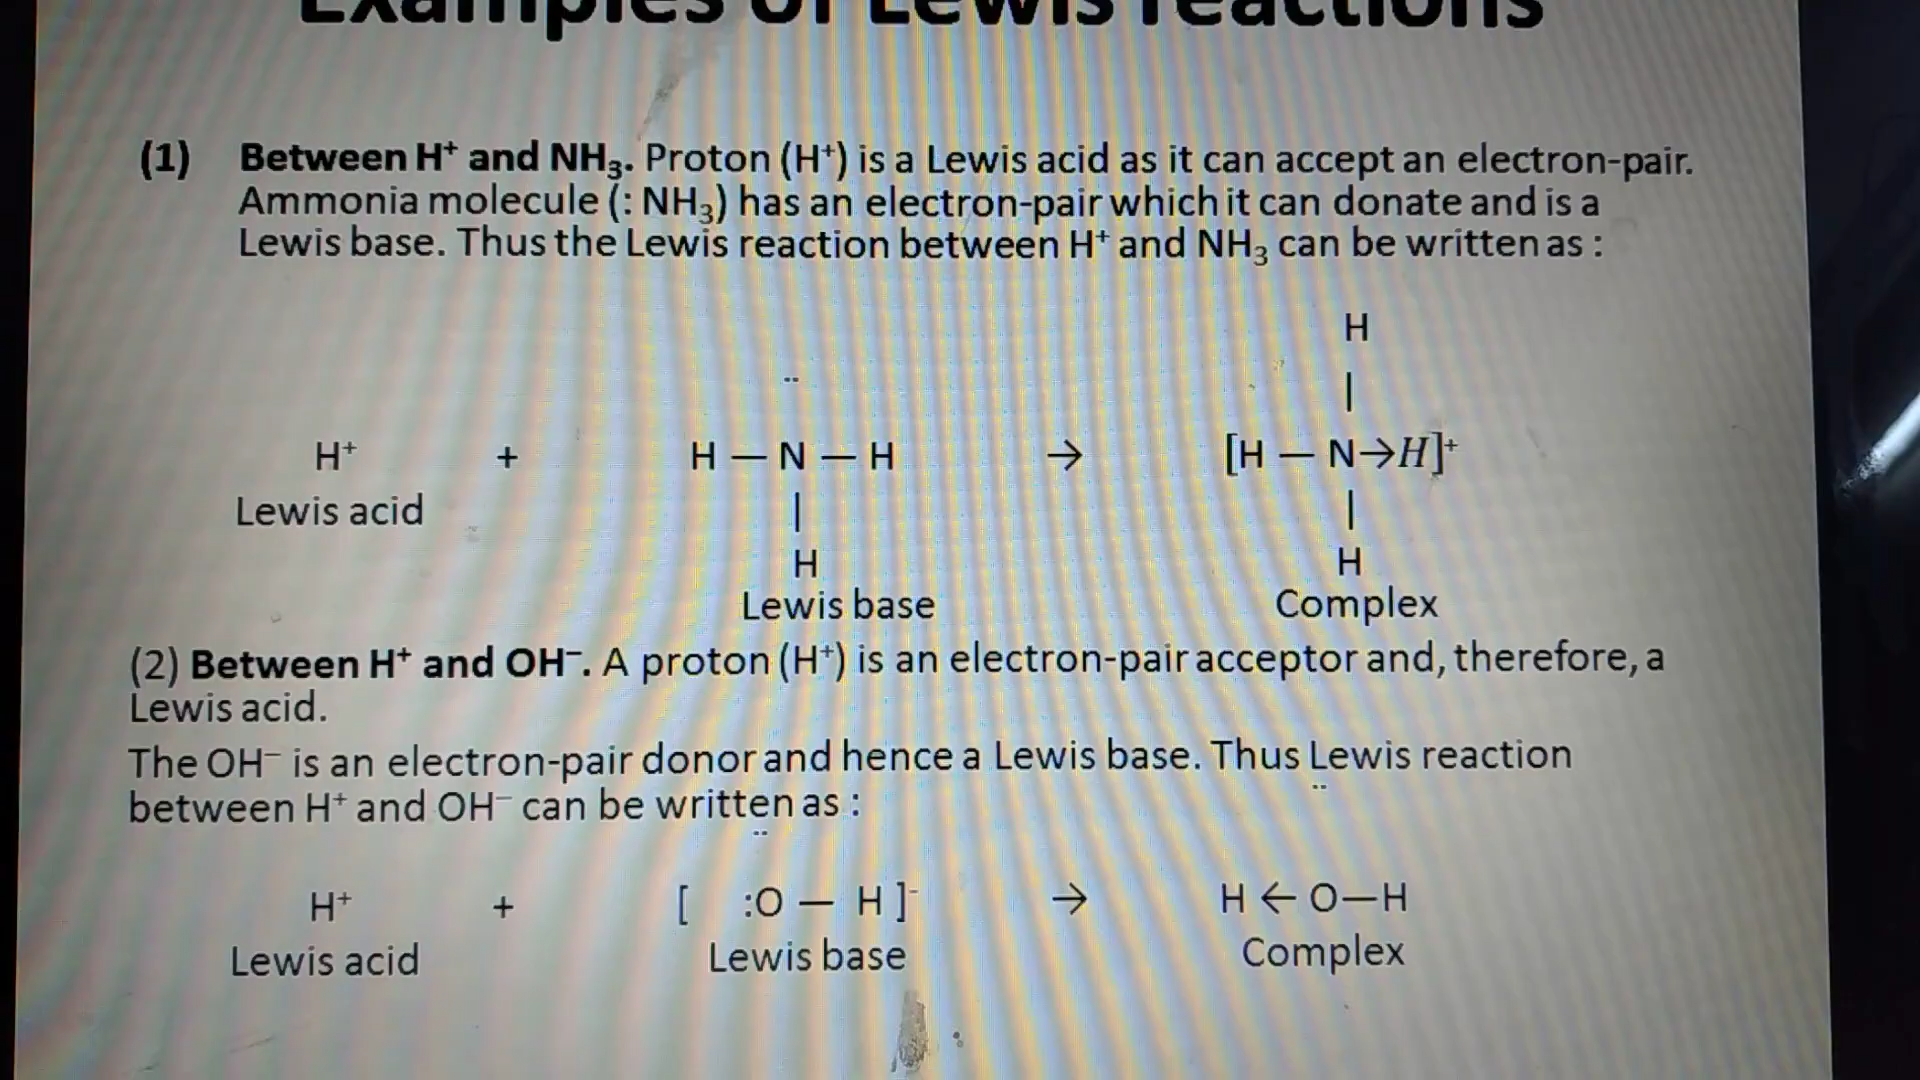 Examples of Lewis reactions
(1) Between H⁺ and NH₃. Proton (H⁺) is a Lewis acid as it can accept an electron-pair.
Ammonia molecule (: NH₃) has an electron-pair which it can donate and is a
Lewis base. Thus the Lewis reaction between H⁺ and NH₃ can be written as :
H
..
|
H⁺ + H — N — H → [H — N→H]⁺
Lewis acid | |
H H
Lewis base Complex
(2) Between H⁺ and OH⁻. A proton (H⁺) is an electron-pair acceptor and, therefore, a
Lewis acid.
The OH⁻ is an electron-pair donor and hence a Lewis base. Thus Lewis reaction
..
between H⁺ and OH⁻ can be written as :
..
H⁺ + [ :O — H ]⁻ → H ← O—H
Lewis acid Lewis base Complex